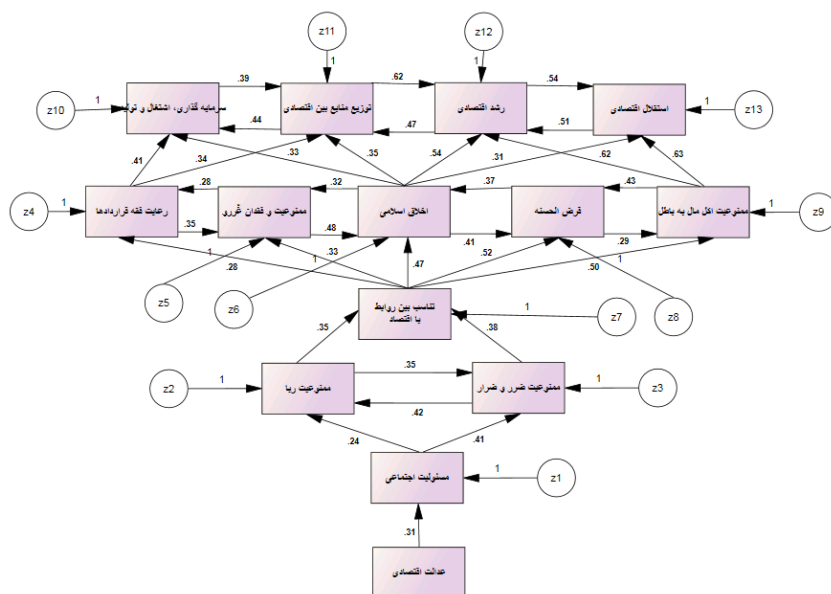 z11
z12
1
1
.39
.62
.54
z10
1
سرمایه گذاری، اشتغال و تولید
توزیع منابع بین اقتصادی
رشد اقتصادی
استقلال اقتصادی
1
z13
.44
.47
.51
.41
.34
.33
.35
.54
.31
.62
.63
.28
.32
.37
.43
z4
1
رعایت فقه قراردادها
ممنوعیت و فقدان غرری
اخلاق اسلامی
قرض الحسنه
ممنوعیت اکل مال به باطل
1
z9
.35
.48
.41
.29
1
.28
1
.33
.47
.52
.50
1
z5
z6
z7
z8
تناسب بین روابط
با اقتصاد
1
.35
.38
.35
z2
1
ممنوعیت ربا
ممنوعیت ضرر و ضرار
1
z3
.42
.24
.41
مسئولیت اجتماعی
1
z1
.31
عدالت اقتصادی